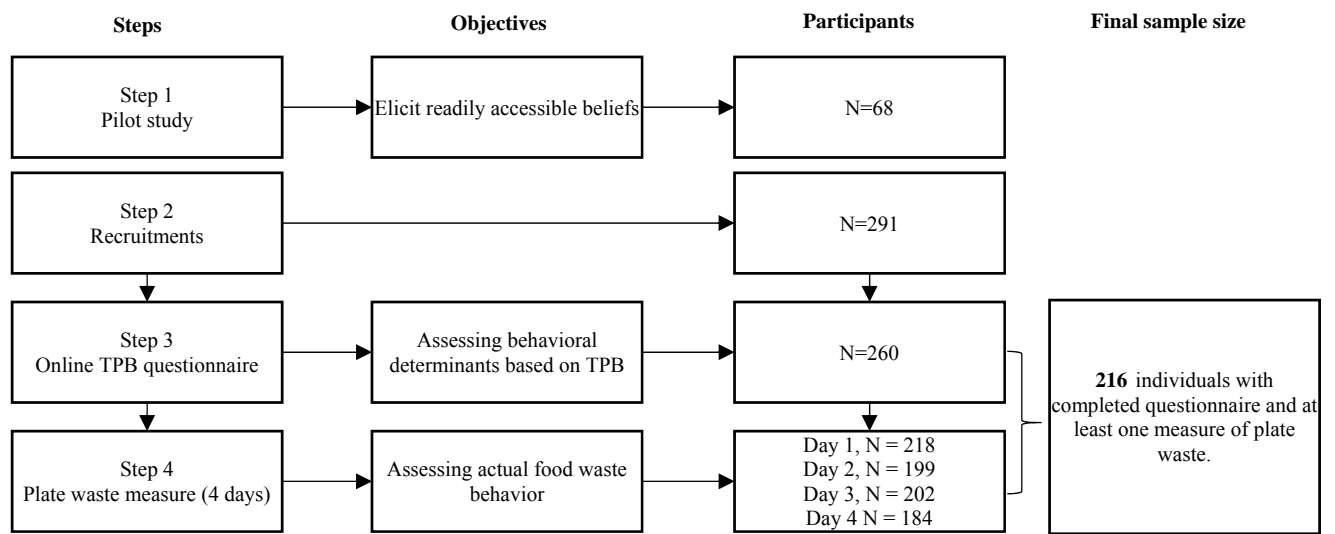 Steps
Objectives
Participants
Final sample size
Step 1
Pilot study
Elicit readily accessible beliefs
N=68
Step 2
Recruitments
N=291
Step 3
Online TPB questionnaire
Assessing behavioral
determinants based on TPB
N=260
216 individuals with
completed questionnaire and at
least one measure of plate
waste.
Step 4
Plate waste measure (4 days)
Assessing actual food waste
behavior
Day 1, N = 218
Day 2, N = 199
Day 3, N = 202
Day 4 N = 184